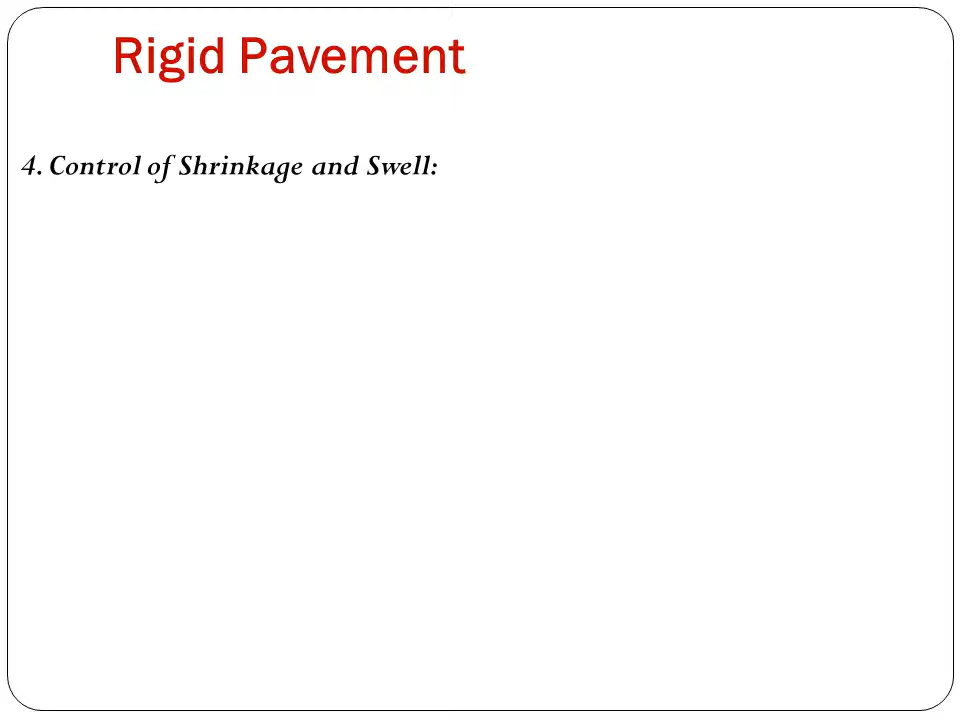 Rigid Pavement
4. Control of Shrinkage and Swell: